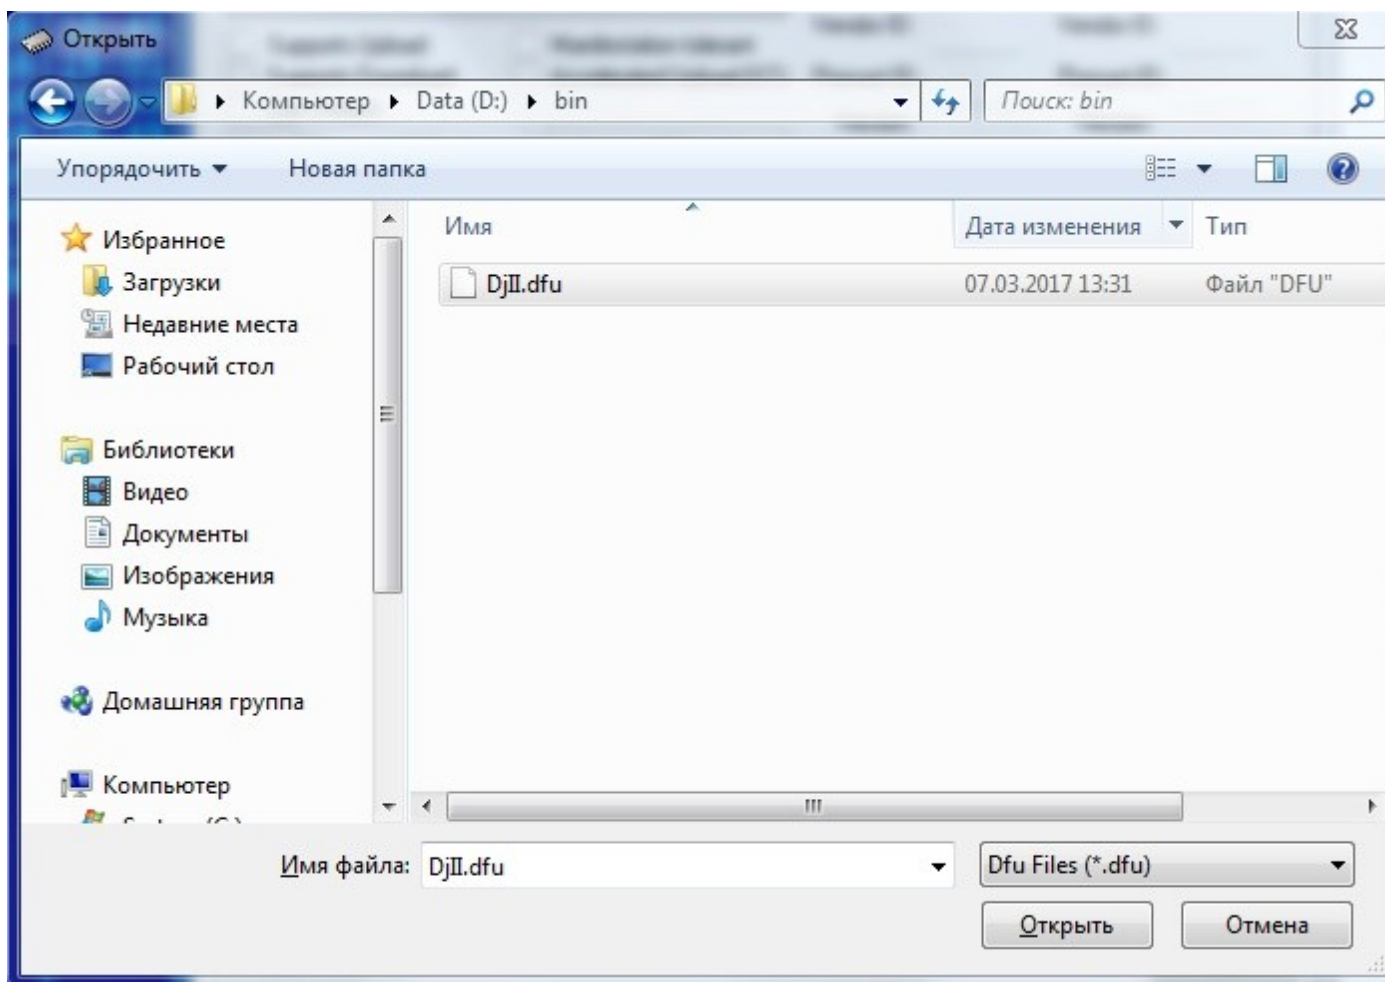 Открыть
Компьютер Data (D:) bin
Поиск: bin
Упорядочить Новая папка
Имя Дата изменения Тип
DjII.dfu 07.03.2017 13:31 Файл "DFU"
Избранное
Загрузки
Недавние места
Рабочий стол
Библиотеки
Видео
Документы
Изображения
Музыка
Домашняя группа
Компьютер
Имя файла: DjII.dfu Dfu Files (*.dfu)
Открыть Отмена